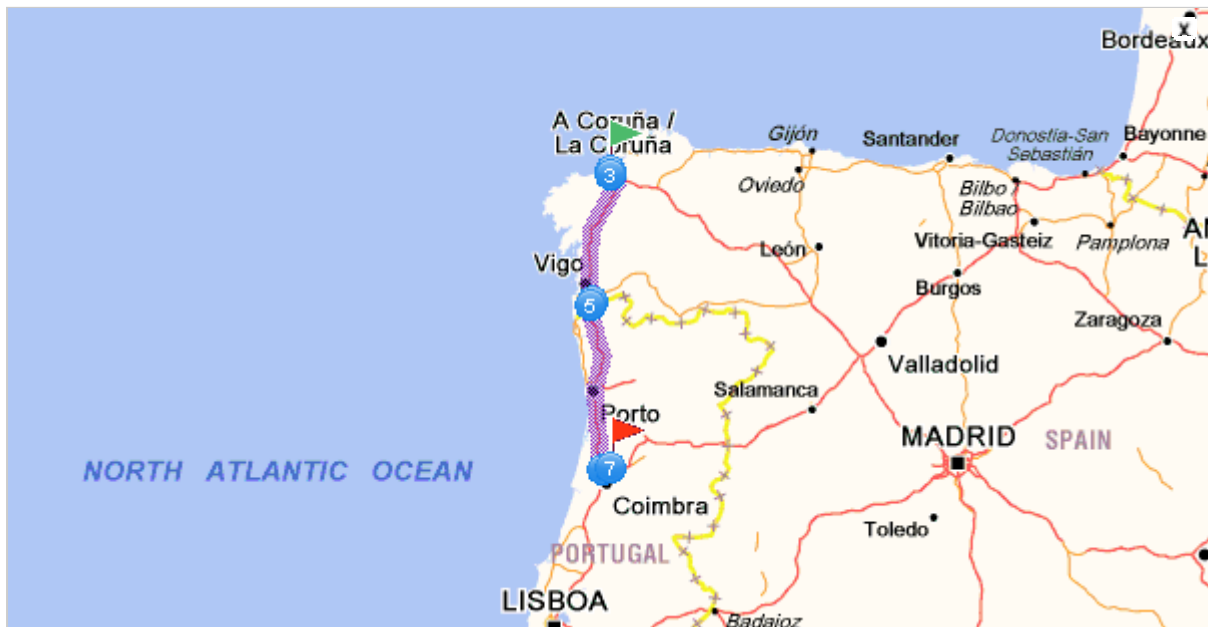 X
Bordeaux
A Coruña /
La Coruña
Gijón
Santander
Donostia-San
Sebastián
Bayonne
3
Oviedo
Bilbo /
Bilbao
Vigo
León
Vitoria-Gasteiz
Pamplona
AN
L
5
Burgos
Zaragoza
Valladolid
Salamanca
Porto
MADRID
SPAIN
7
NORTH ATLANTIC OCEAN
Coimbra
Toledo
PORTUGAL
LISBOA
Badajoz